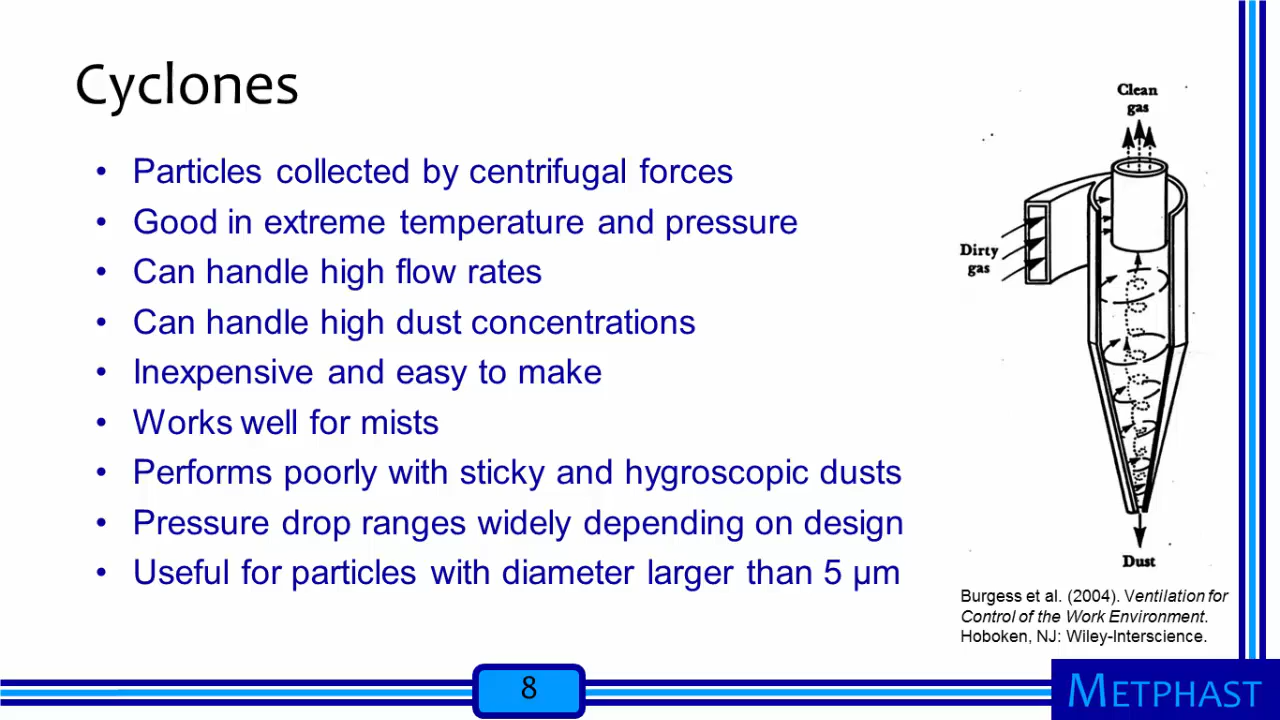 Cyclones
• Particles collected by centrifugal forces
• Good in extreme temperature and pressure
• Can handle high flow rates
• Can handle high dust concentrations
• Inexpensive and easy to make
• Works well for mists
• Performs poorly with sticky and hygroscopic dusts
• Pressure drop ranges widely depending on design
• Useful for particles with diameter larger than 5 µm
Clean
gas
Dirty
gas
Dust
Burgess et al. (2004). Ventilation for
Control of the Work Environment.
Hoboken, NJ: Wiley-Interscience.
8
METPHAST